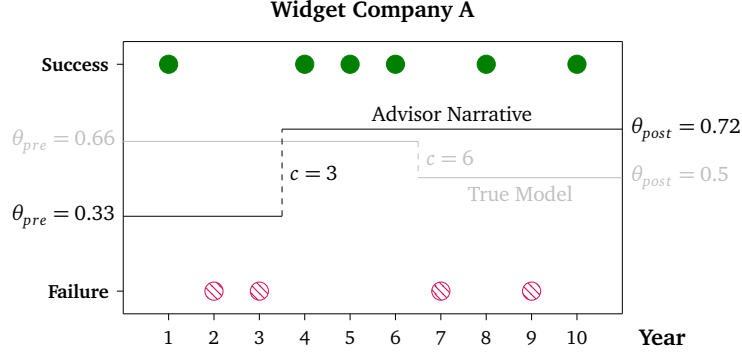 Widget Company A
Success
Advisor Narrative
θpost = 0.72
θpre = 0.66
c = 6
c = 3
θpost = 0.5
True Model
θpre = 0.33
Failure
1 2 3 4 5 6 7 8 9 10 Year